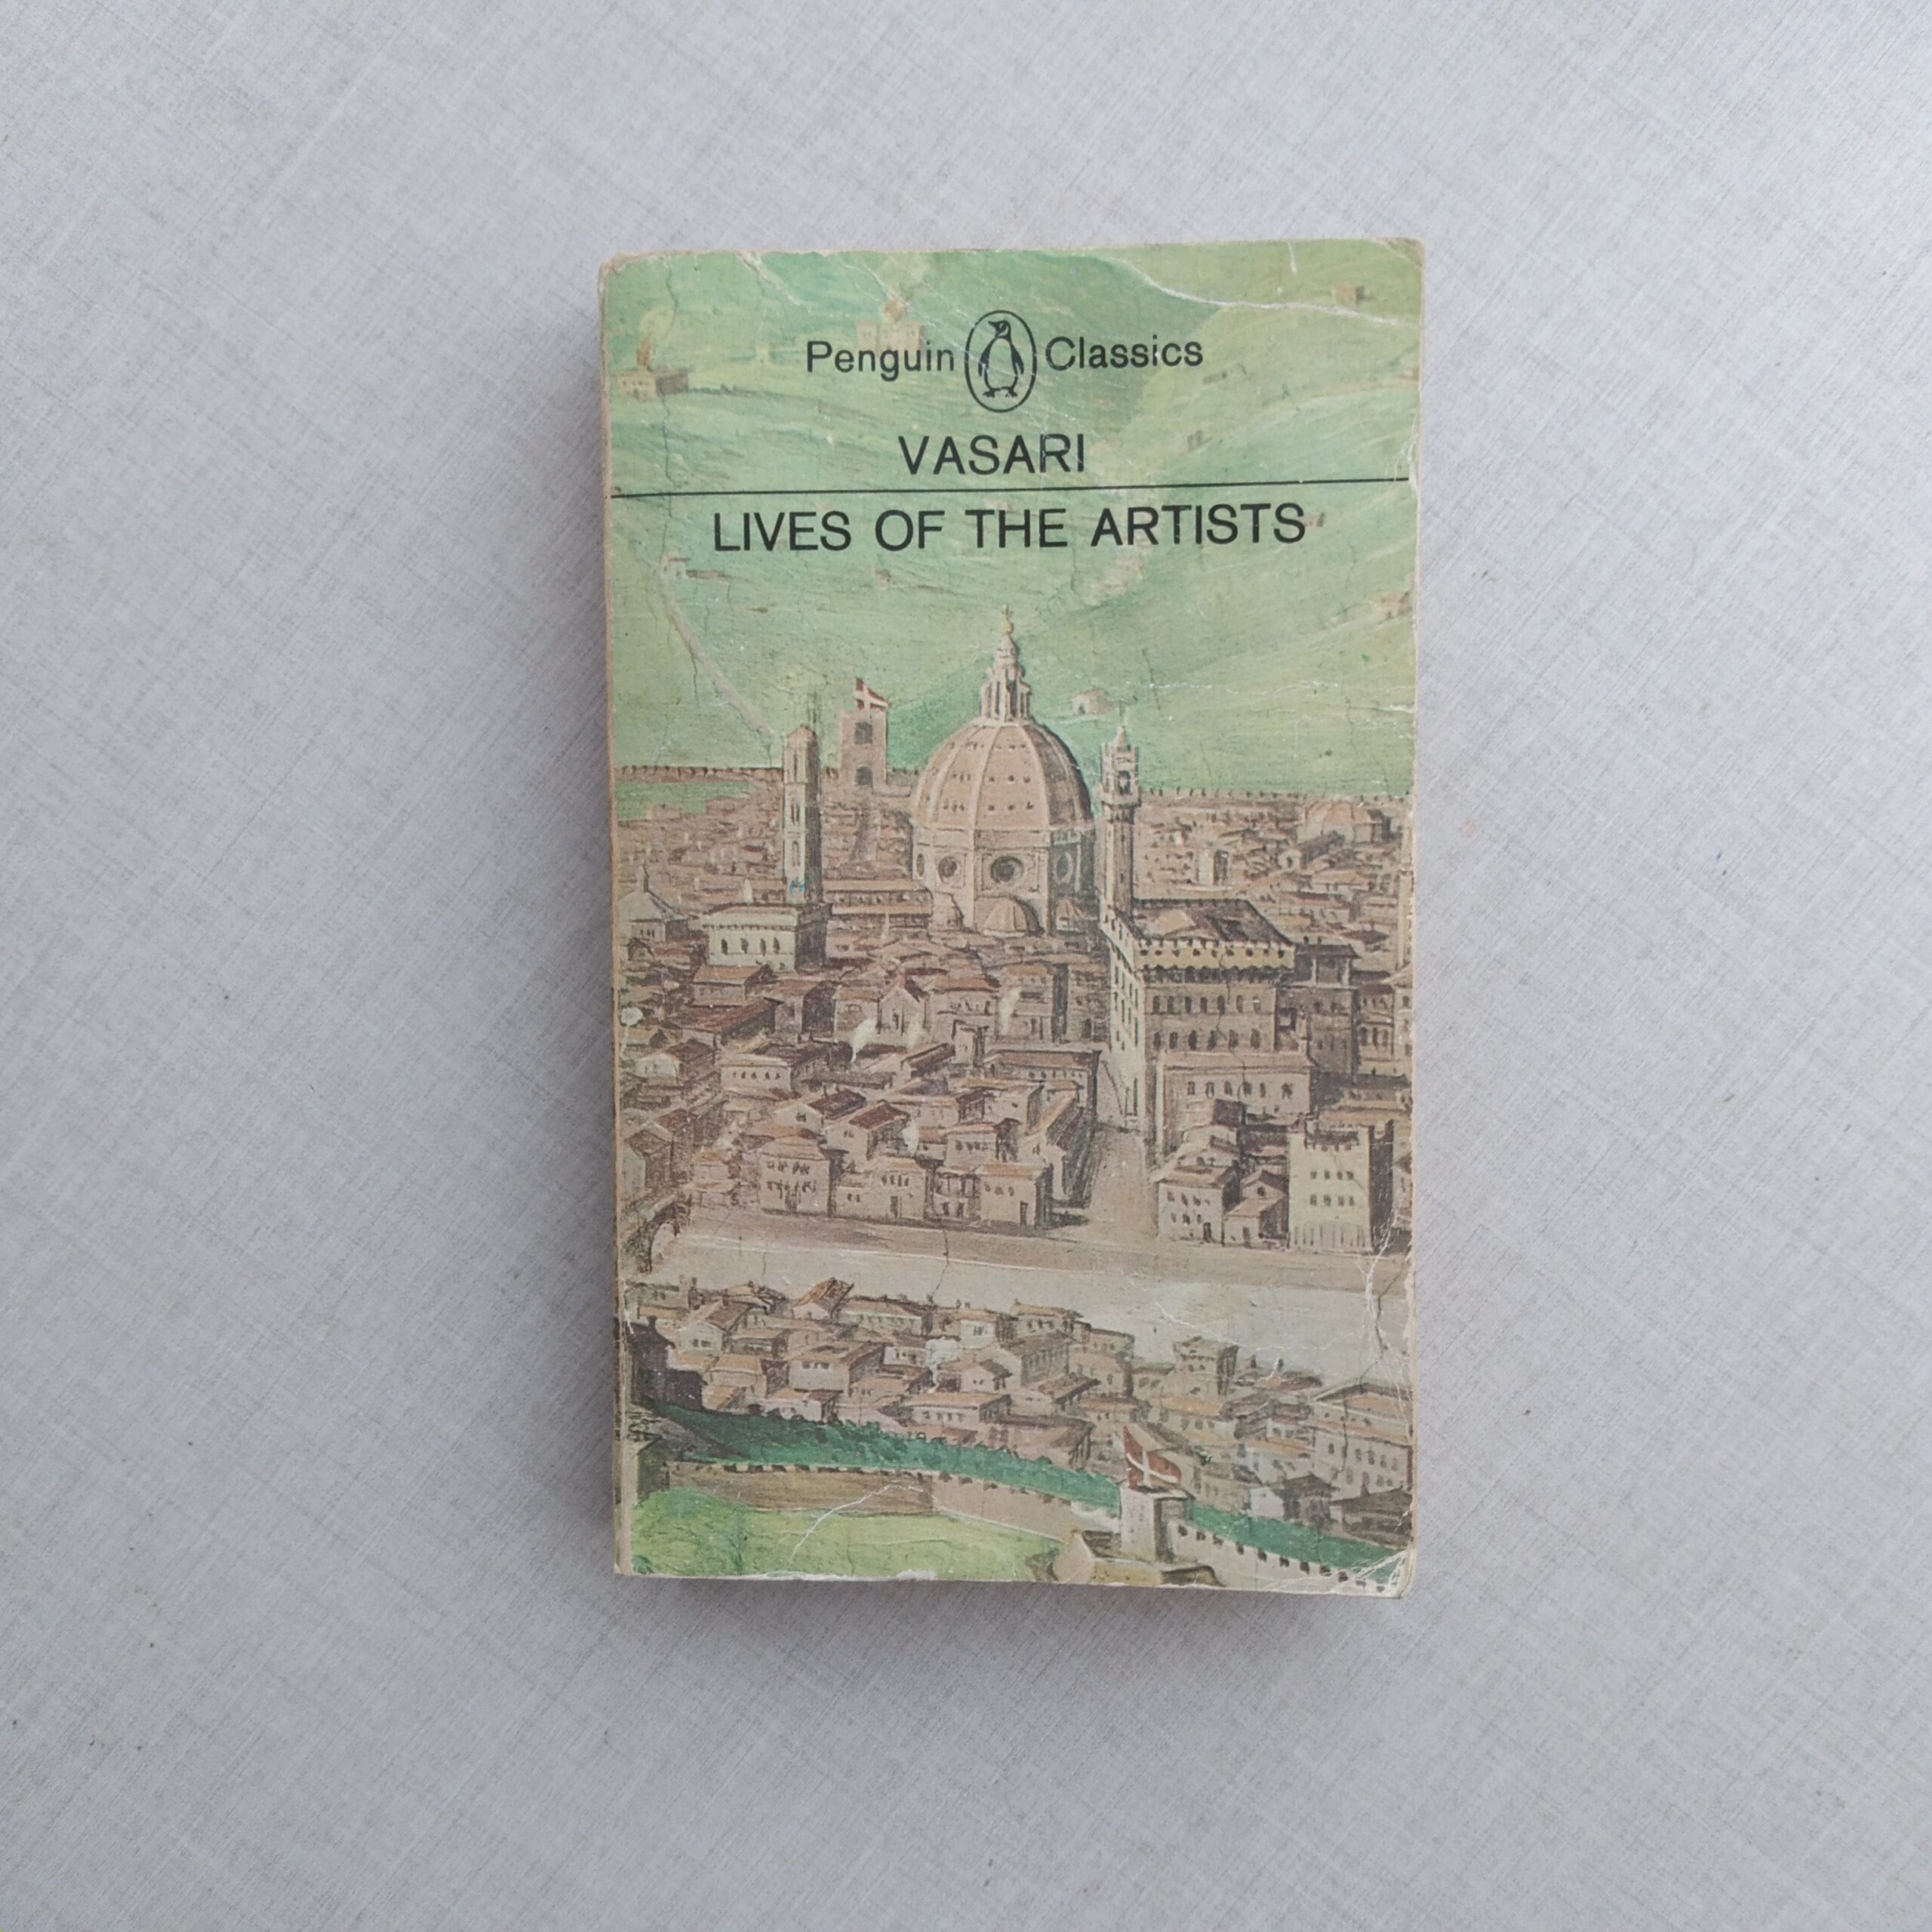 Penguin Classics
VASARI
LIVES OF THE ARTISTS